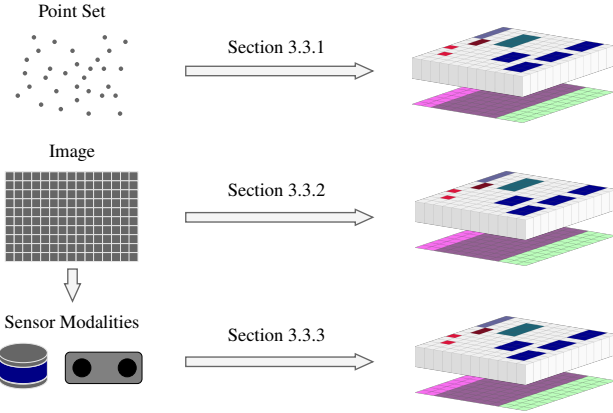 Point Set
Section 3.3.1
Image
Section 3.3.2
Sensor Modalities
Section 3.3.3